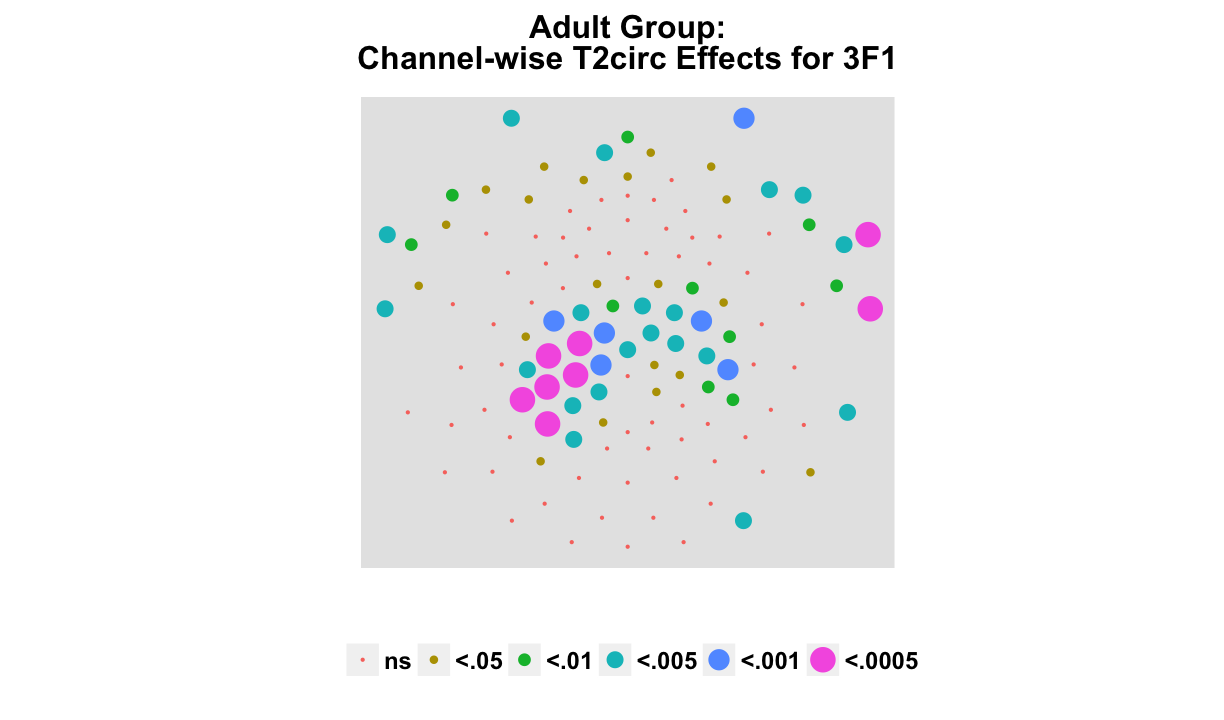 Adult Group:
Channel-wise T2circ Effects for 3F1
ns <.05 <.01 <.005 <.001 <.0005